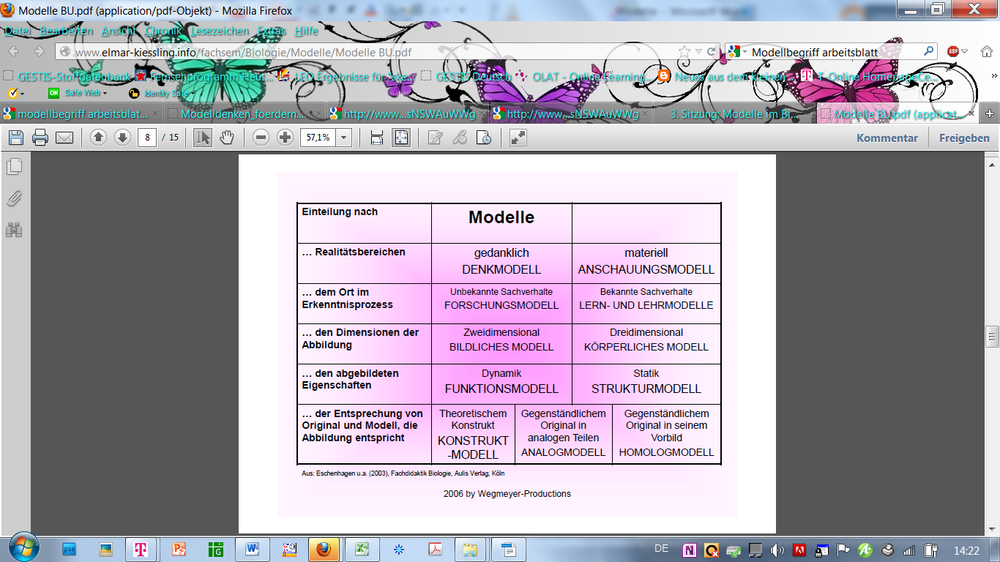 Modelle BU.pdf (application/pdf-Objekt) - Mozilla Firefox
Datei Bearbeiten Ansicht Chronik Lesezeichen Extras Hilfe
www.elmar-kiessling.info/fachsem/Biologie/Modelle/Modelle BU.pdf
Modellbegriff arbeitsblatt
ABP
GESTIS-Stoffdatenbank Fernsehprogramm Heut... LEO Ergebnisse für "ske... GESTIS Deutsch OLAT - Online Learning... Neues aus dem kleinen ... T-Online HomepageCe... »
OK Safe Web Identity Safe
modellbegriff arbeitsblat... Modelldenken_foerdern.... http://www...sNSWAuWWg http://www...sNSWAuWWg 3. Sitzung: Modelle im Bi... Modelle BU.pdf (applicat...
8 / 15 57,1% Kommentar Freigeben
Einteilung nach
Modelle
... Realitätsbereichen
gedanklich
DENKMODELL
materiell
ANSCHAUUNGSMODELL
... dem Ort im
Erkenntnisprozess
Unbekannte Sachverhalte
FORSCHUNGSMODELL
Bekannte Sachverhalte
LERN- UND LEHRMODELLE
... den Dimensionen der
Abbildung
Zweidimensional
BILDLICHES MODELL
Dreidimensional
KÖRPERLICHES MODELL
... den abgebildeten
Eigenschaften
Dynamik
FUNKTIONSMODELL
Statik
STRUKTURMODELL
... der Entsprechung von
Original und Modell, die
Abbildung entspricht
Theoretischem
Konstrukt
KONSTRUKT
-MODELL
Gegenständlichem
Original in
analogen Teilen
ANALOGMODELL
Gegenständlichem
Original in seinem
Vorbild
HOMOLOGMODELL
Aus: Eschenhagen u.a. (2003), Fachdidaktik Biologie, Aulis Verlag, Köln
2006 by Wegmeyer-Productions
DE
14:22